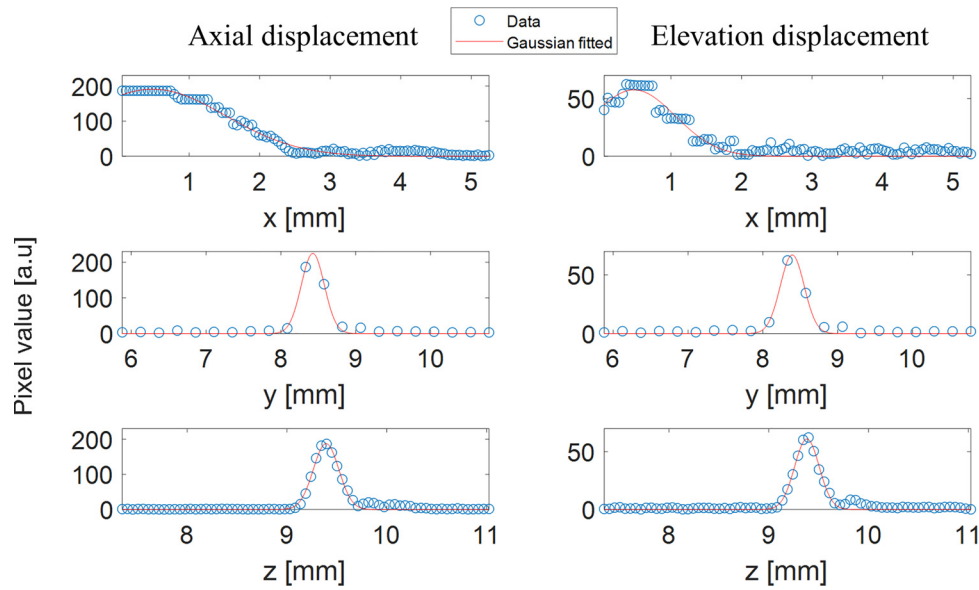 Axial displacement
Data
Gaussian fitted
Elevation displacement
200
100
0
1 2 3 4 5
x [mm]
50
0
1 2 3 4 5
x [mm]
Pixel value [a.u]
200
100
0
6 7 8 9 10
y [mm]
50
0
6 7 8 9 10
y [mm]
200
100
0
8 9 10 11
z [mm]
50
0
8 9 10 11
z [mm]